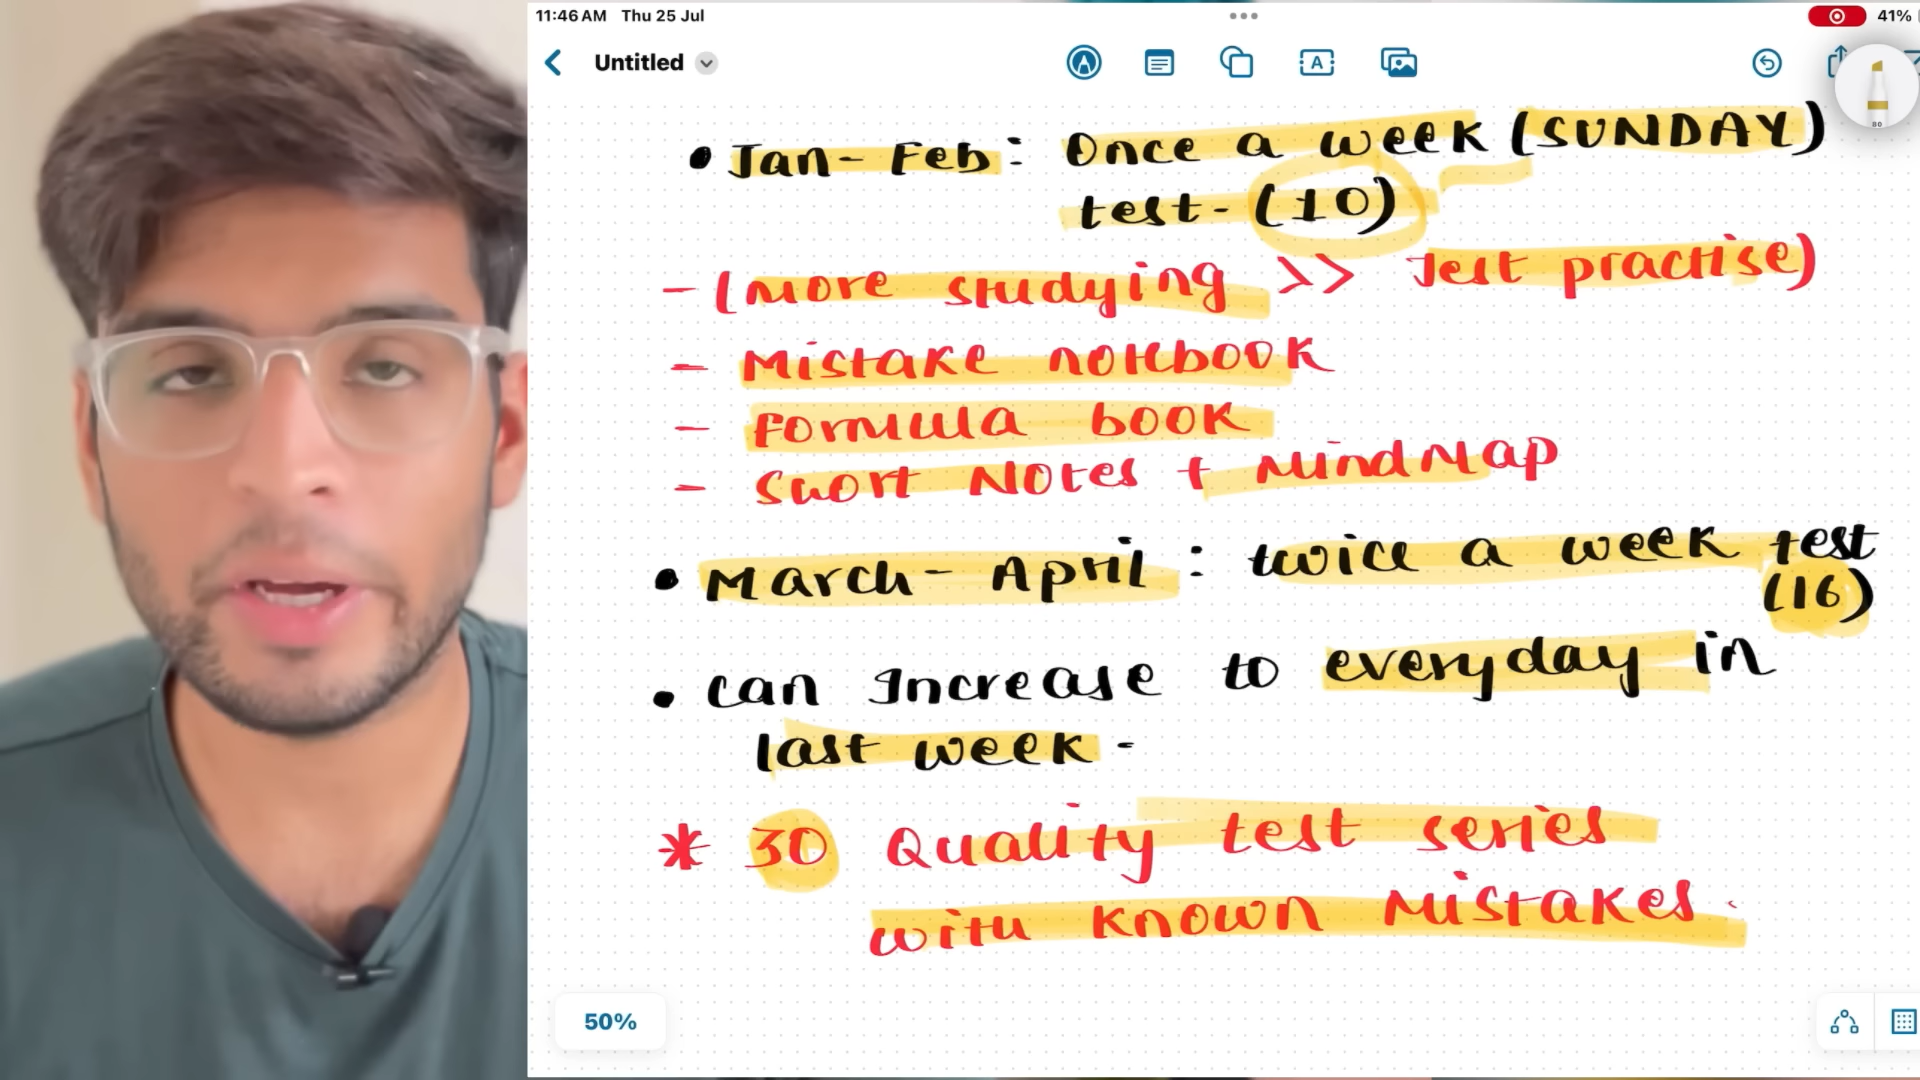 11:46 AM Thu 25 Jul
41%
Untitled
A
80
• Jan - Feb : Once a week (SUNDAY)
test - (10)
- (More studying >> Test practise)
- Mistake notebook
- Formula book
- Short Notes + MindMap
• March - April : twice a week test
(16)
• can Increase to everyday in
last week -
* 30 Quality test series
with known Mistakes.
50%